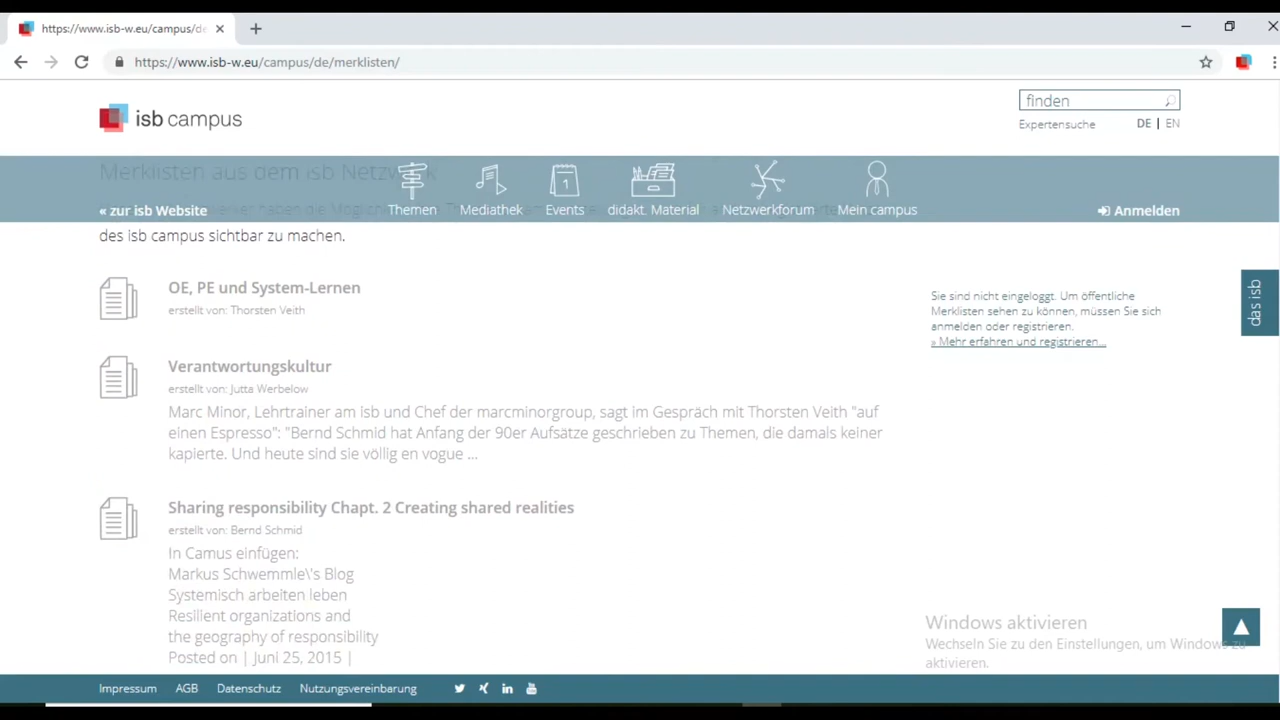 https://www.isb-w.eu/campus/de
https://www.isb-w.eu/campus/de/merklisten/
isb campus
finden
Expertensuche
DE | EN
Merklisten aus dem isb Netzwerk
« zur isb Website
Themen
Mediathek
1
Events
didakt. Material
Netzwerkforum
Mein campus
Anmelden
des isb campus sichtbar zu machen.
OE, PE und System-Lernen
erstellt von: Thorsten Veith
Sie sind nicht eingeloggt. Um öffentliche
Merklisten sehen zu können, müssen Sie sich
anmelden oder registrieren.
» Mehr erfahren und registrieren...
das isb
Verantwortungskultur
erstellt von: Jutta Werbelow
Marc Minor, Lehrtrainer am isb und Chef der marcminorgroup, sagt im Gespräch mit Thorsten Veith "auf
einen Espresso": "Bernd Schmid hat Anfang der 90er Aufsätze geschrieben zu Themen, die damals keiner
kapierte. Und heute sind sie völlig en vogue ...
Sharing responsibility Chapt. 2 Creating shared realities
erstellt von: Bernd Schmid
In Camus einfügen:
Markus Schwemmle\'s Blog
Systemisch arbeiten leben
Resilient organizations and
the geography of responsibility
Posted on | Juni 25, 2015 |
Windows aktivieren
Wechseln Sie zu den Einstellungen, um Windows zu
aktivieren.
Impressum
AGB
Datenschutz
Nutzungsvereinbarung